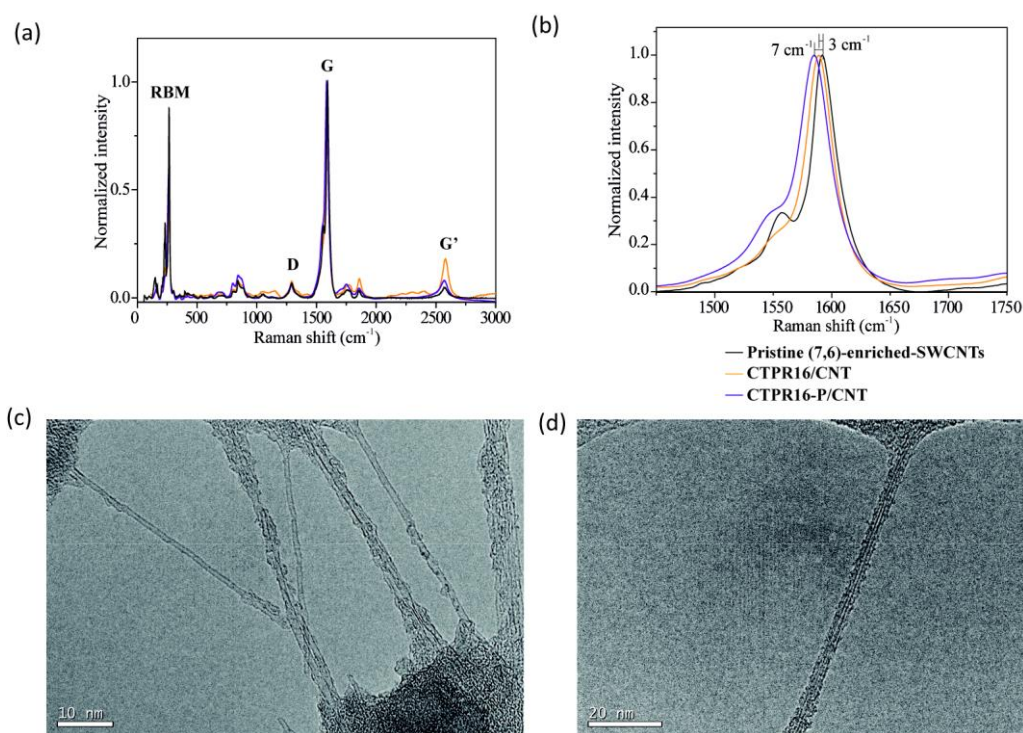 (a)
RBM
G
D
G’
1.0
0.5
0.0
0 500 1000 1500 2000 2500 3000
Normalized intensity
Raman shift (cm⁻¹)
(b)
7 cm⁻¹ 3 cm⁻¹
1.0
0.8
0.6
0.4
0.2
0.0
1500 1550 1600 1650 1700 1750
Normalized intensity
Raman shift (cm⁻¹)
Pristine (7,6)-enriched-SWCNTs
CTPR16/CNT
CTPR16-P/CNT
(c)
10 nm
(d)
20 nm